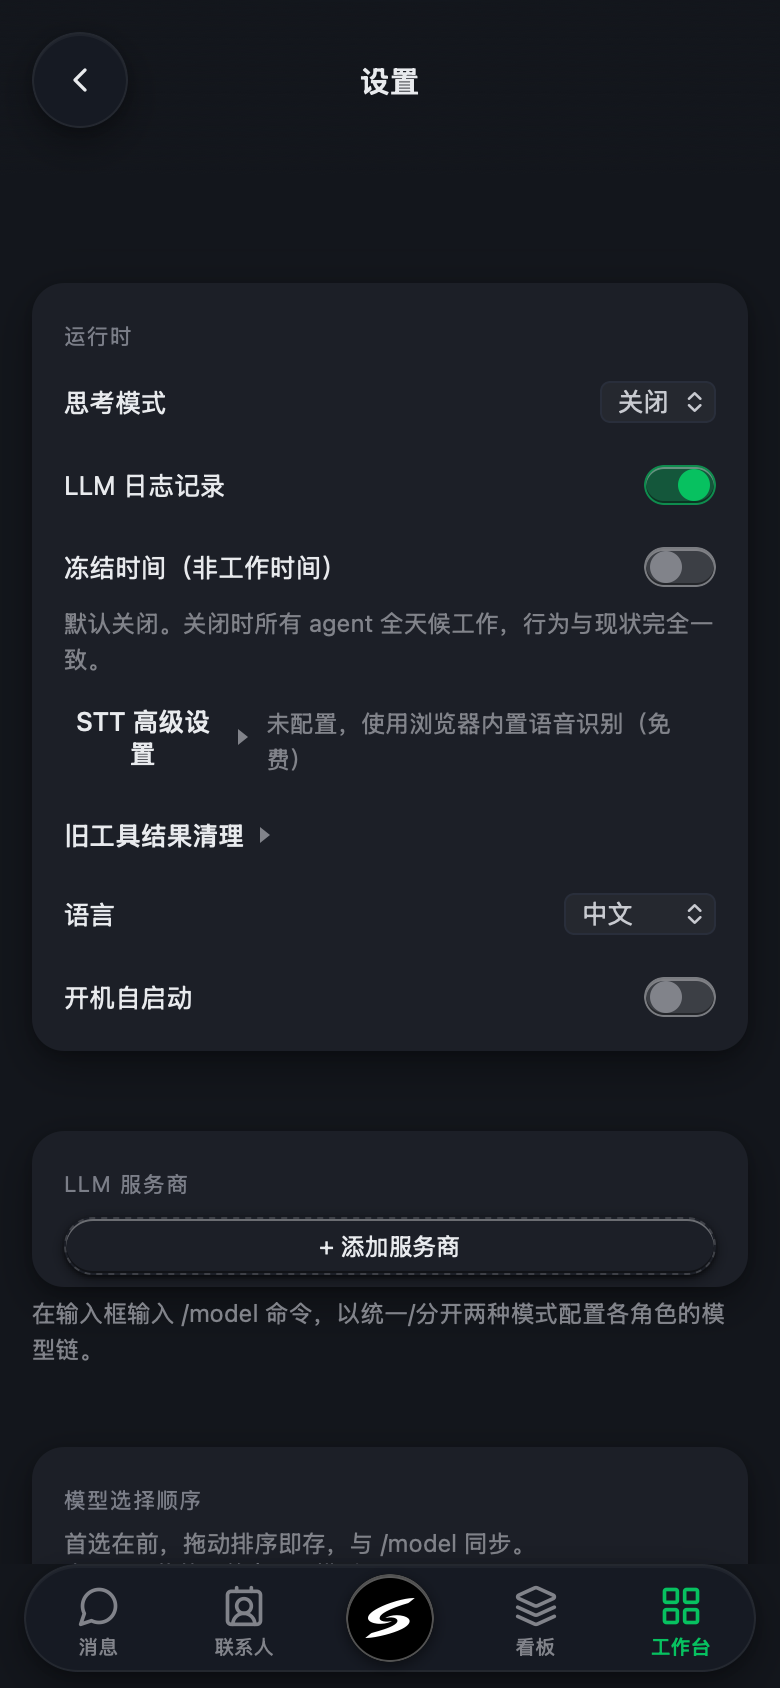 设置
运行时
思考模式
关闭
LLM 日志记录
冻结时间（非工作时间）
默认关闭。关闭时所有 agent 全天候工作，行为与现状完全一
致。
STT 高级设
置
未配置，使用浏览器内置语音识别（免
费）
旧工具结果清理
语言
中文
开机自启动
LLM 服务商
+ 添加服务商
在输入框输入 /model 命令，以统一/分开两种模式配置各角色的模
型链。
模型选择顺序
首选在前，拖动排序即存，与 /model 同步。
消息
联系人
看板
工作台